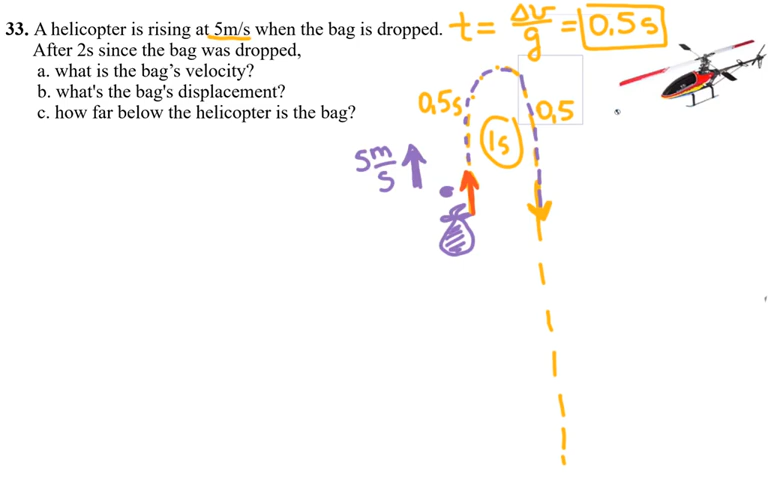 33. A helicopter is rising at 5m/s when the bag is dropped.
After 2s since the bag was dropped,
a. what is the bag’s velocity?
b. what's the bag's displacement?
c. how far below the helicopter is the bag?
t = Δv/g = 0.5s
0,5s
0,5
1s
5 m/s